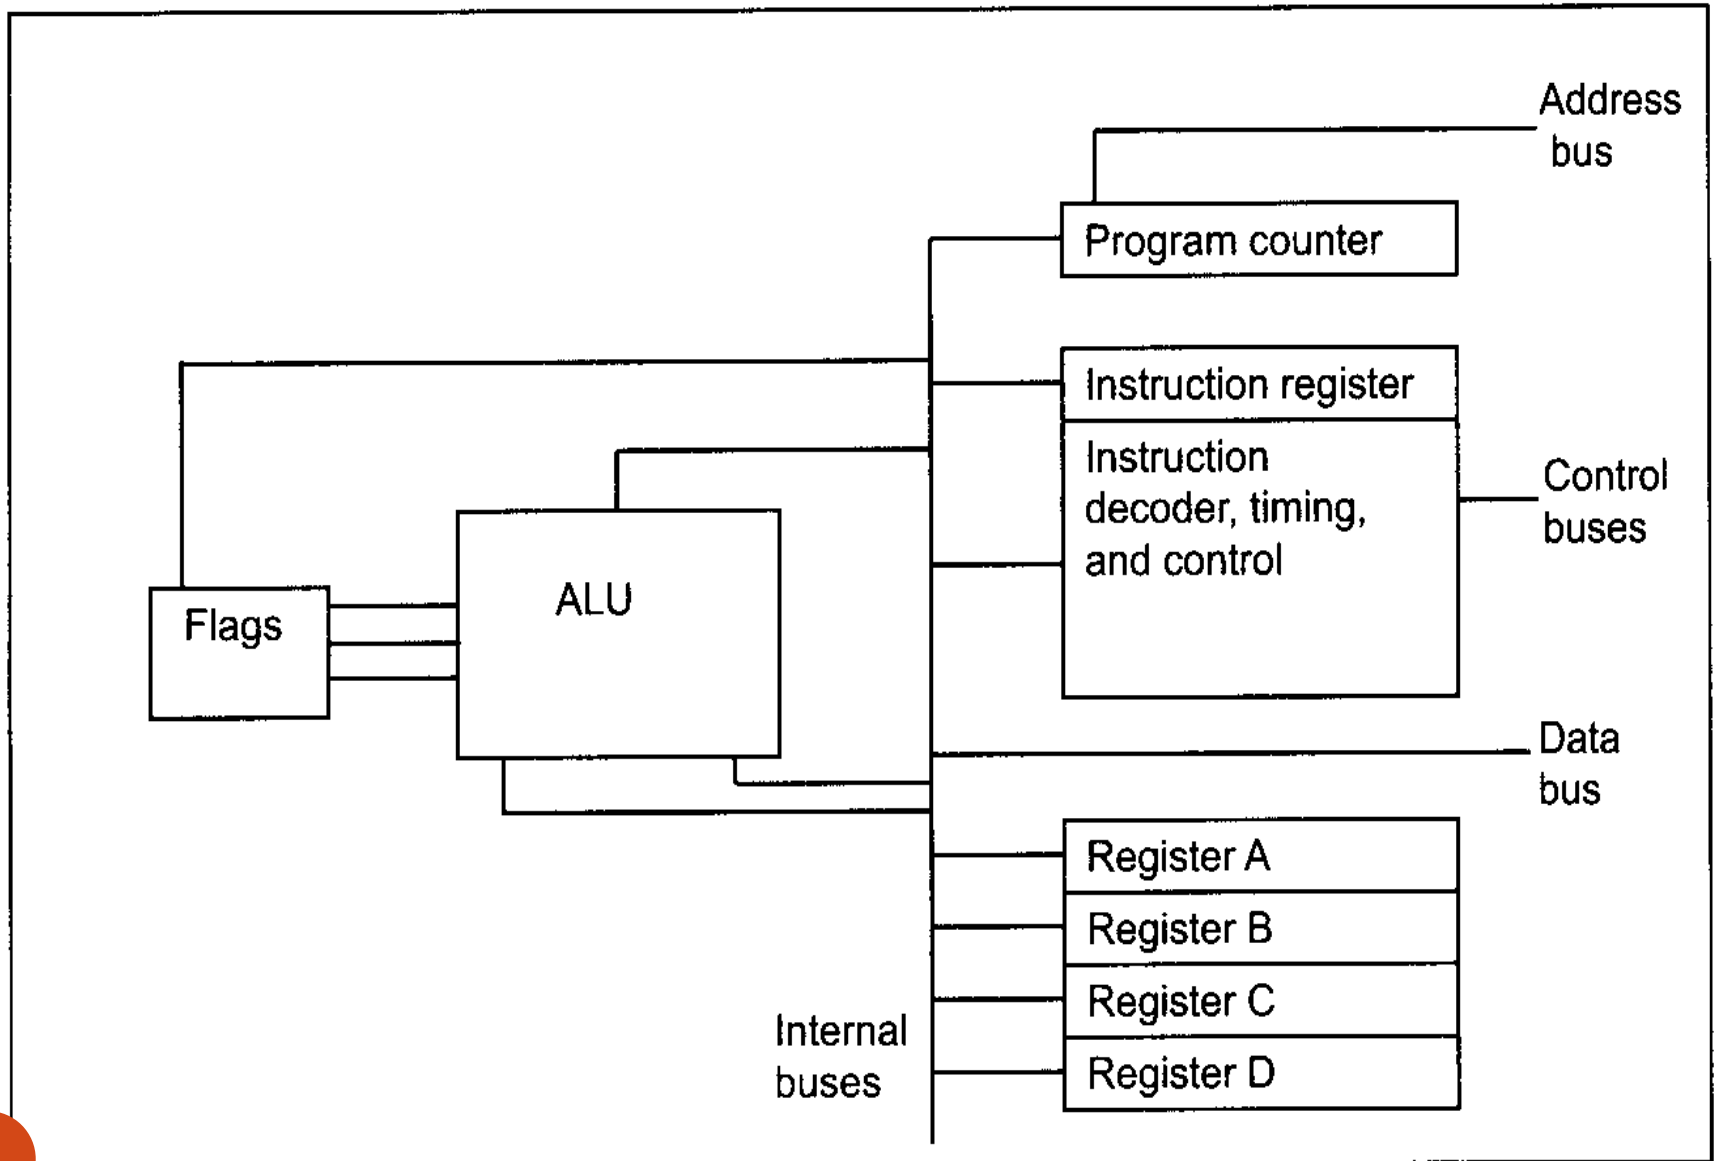 Address
bus
Program counter
Instruction register
Instruction
decoder, timing,
and control
Control
buses
ALU
Flags
Data
bus
Register A
Register B
Register C
Register D
Internal
buses